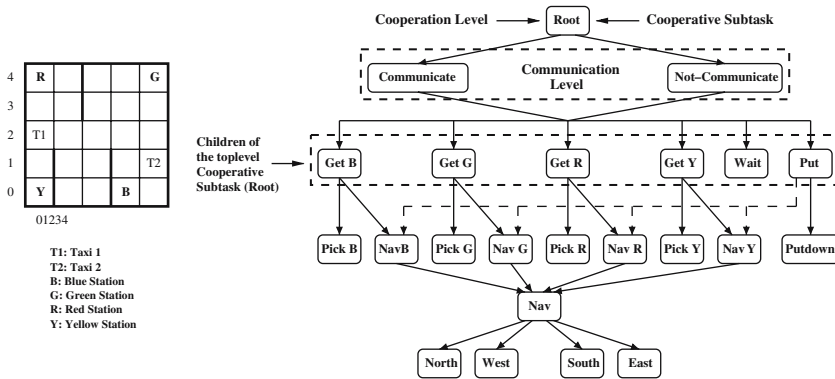 Cooperation Level
Root
Cooperative Subtask
Communicate
Communication
Level
Not–Communicate
4
R
G
3
2
T1
1
T2
0
Y
B
01234
T1: Taxi 1
T2: Taxi 2
B: Blue Station
G: Green Station
R: Red Station
Y: Yellow Station
Children of
the toplevel
Cooperative
Subtask (Root)
Get B
Get G
Get R
Get Y
Wait
Put
Pick B
NavB
Pick G
Nav G
Pick R
Nav R
Pick Y
Nav Y
Putdown
Nav
North
West
South
East